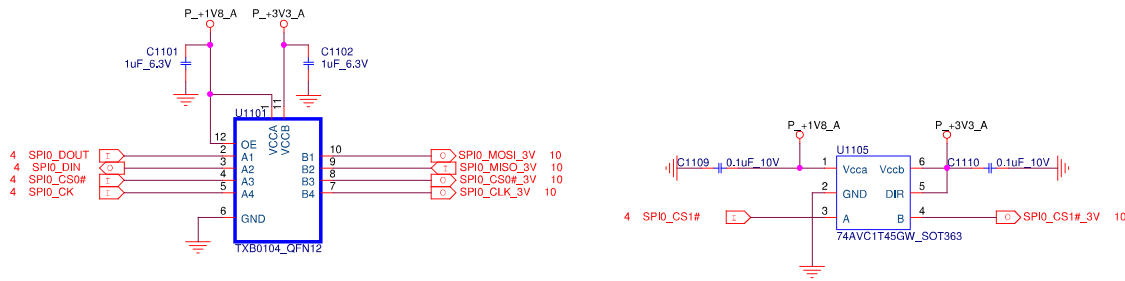 P_+1V8_A
P_+3V3_A
C1101
1uF_6.3V
C1102
1uF_6.3V
U1101
1
11
VCCA
VCCB
12
OE
4 SPI0_DOUT I 2 A1
B1 10 O SPI0_MOSI_3V 10
4 SPI0_DIN O 3 A2
B2 9 I SPI0_MISO_3V 10
4 SPI0_CS0# I 4 A3
B3 8 O SPI0_CS0#_3V 10
4 SPI0_CK I 5 A4
B4 7 O SPI0_CLK_3V 10
6 GND
TXB0104_QFN12
P_+1V8_A
P_+3V3_A
U1105
C1109 0.1uF_10V
1 Vcca
Vccb 6
C1110 0.1uF_10V
2 GND
DIR 5
4 SPI0_CS1# I 3 A
B 4 O SPI0_CS1#_3V 10
74AVC1T45GW_SOT363